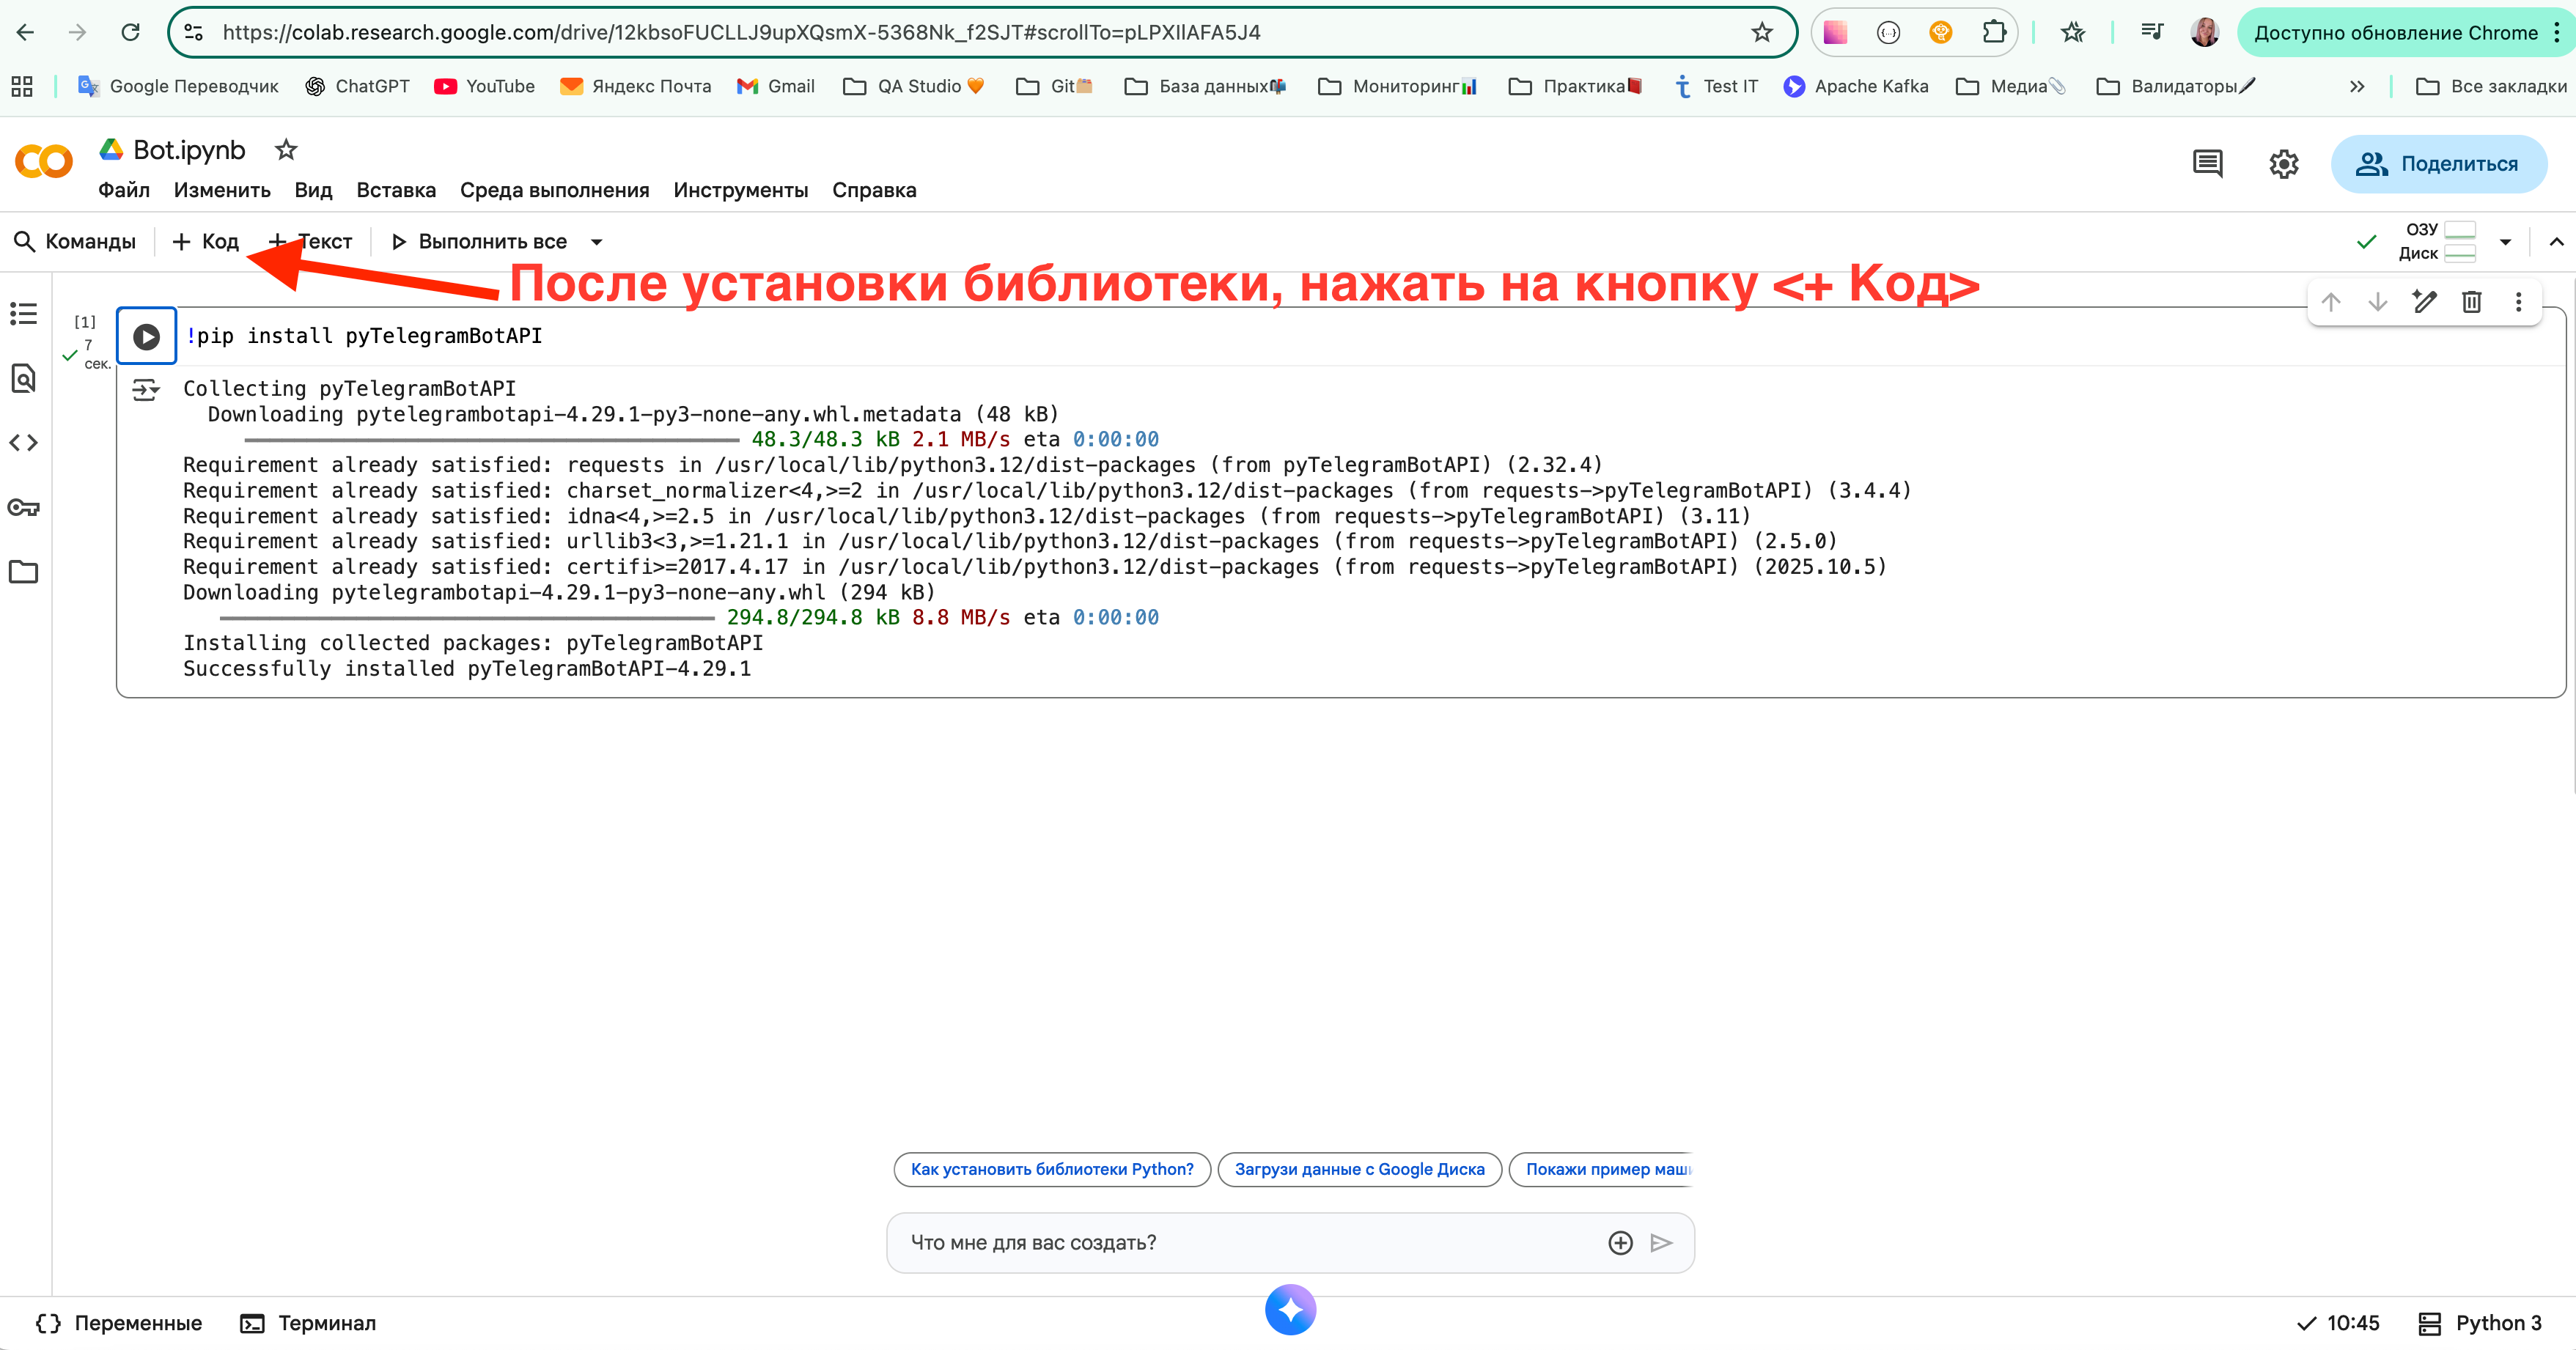 https://colab.research.google.com/drive/12kbsoFUCLLJ9upXQsmX-5368Nk_f2SJT#scrollTo=pLPXIlAFA5J4
Доступно обновление Chrome
Google Переводчик ChatGPT YouTube Яндекс Почта Gmail QA Studio Git База данных Мониторинг Практика Test IT Apache Kafka Медиа Валидаторы Все закладки
Bot.ipynb
Файл Изменить Вид Вставка Среда выполнения Инструменты Справка
Поделиться
Команды + Код + Текст Выполнить все
ОЗУ
Диск
После установки библиотеки, нажать на кнопку <+ Код>
[1]
7
сек.
!pip install pyTelegramBotAPI
Collecting pyTelegramBotAPI
Downloading pytelegrambotapi-4.29.1-py3-none-any.whl.metadata (48 kB)
48.3/48.3 kB 2.1 MB/s eta 0:00:00
Requirement already satisfied: requests in /usr/local/lib/python3.12/dist-packages (from pyTelegramBotAPI) (2.32.4)
Requirement already satisfied: charset_normalizer<4,>=2 in /usr/local/lib/python3.12/dist-packages (from requests->pyTelegramBotAPI) (3.4.4)
Requirement already satisfied: idna<4,>=2.5 in /usr/local/lib/python3.12/dist-packages (from requests->pyTelegramBotAPI) (3.11)
Requirement already satisfied: urllib3<3,>=1.21.1 in /usr/local/lib/python3.12/dist-packages (from requests->pyTelegramBotAPI) (2.5.0)
Requirement already satisfied: certifi>=2017.4.17 in /usr/local/lib/python3.12/dist-packages (from requests->pyTelegramBotAPI) (2025.10.5)
Downloading pytelegrambotapi-4.29.1-py3-none-any.whl (294 kB)
294.8/294.8 kB 8.8 MB/s eta 0:00:00
Installing collected packages: pyTelegramBotAPI
Successfully installed pyTelegramBotAPI-4.29.1
Как установить библиотеки Python? Загрузи данные с Google Диска Покажи пример маши
Что мне для вас создать?
Переменные Терминал
10:45 Python 3